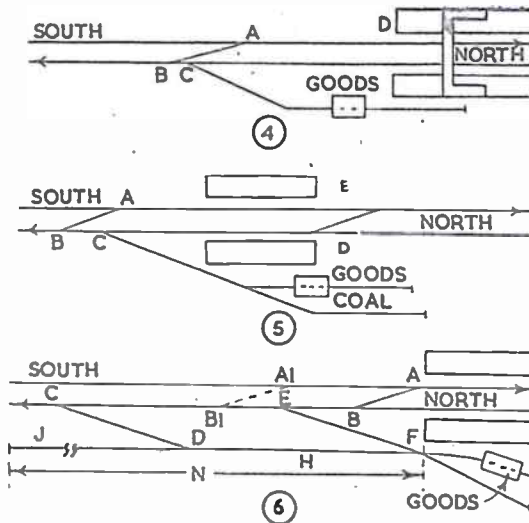 SOUTH A D
NORTH
B C
GOODS
4
SOUTH A E
B C NORTH
D
GOODS
COAL
5
SOUTH A1 A
C B1 E B NORTH
J D H F
N
GOODS
6